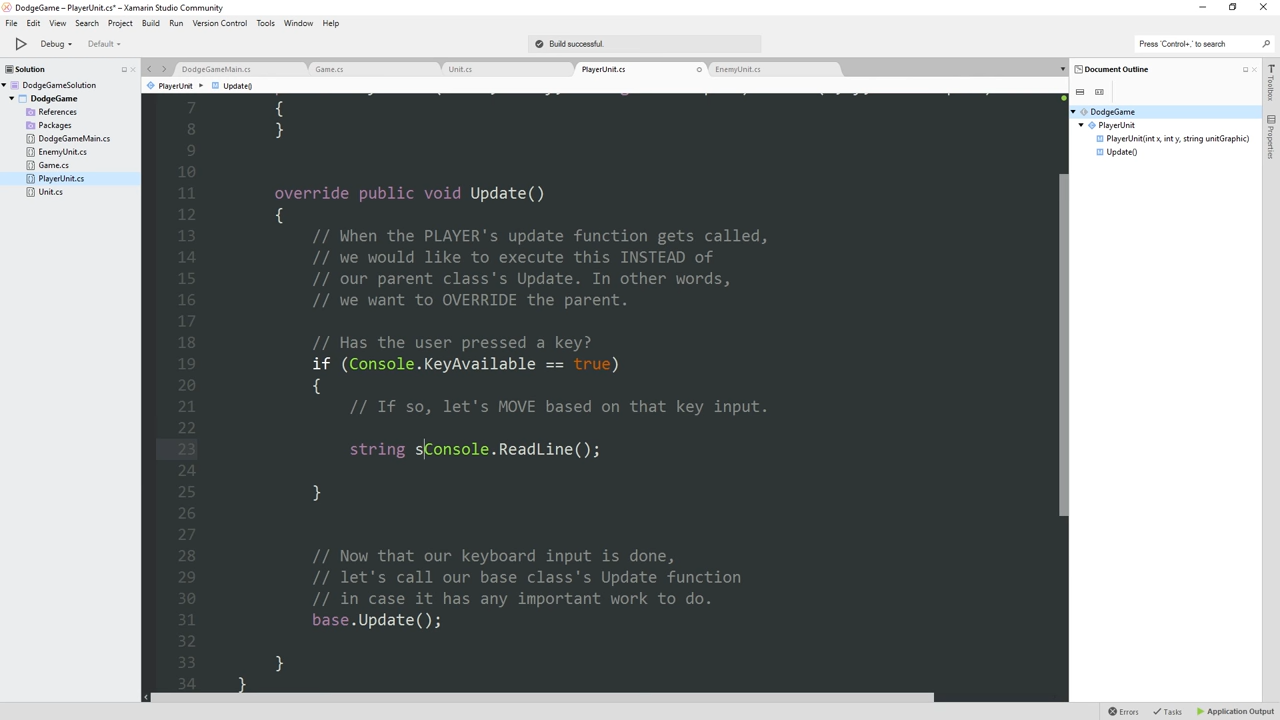 DodgeGame – PlayerUnit.cs* – Xamarin Studio Community
File Edit View Search Project Build Run Version Control Tools Window Help
Debug Default Build successful. Press 'Control+,' to search
Solution
DodgeGameSolution
DodgeGame
References
Packages
DodgeGameMain.cs
EnemyUnit.cs
Game.cs
PlayerUnit.cs
Unit.cs
DodgeGameMain.cs Game.cs Unit.cs PlayerUnit.cs EnemyUnit.cs
PlayerUnit Update()
7 {
8 }
9
10
11 override public void Update()
12 {
13 // When the PLAYER's update function gets called,
14 // we would like to execute this INSTEAD of
15 // our parent class's Update. In other words,
16 // we want to OVERRIDE the parent.
17
18 // Has the user pressed a key?
19 if (Console.KeyAvailable == true)
20 {
21 // If so, let's MOVE based on that key input.
22
23 string sConsole.ReadLine();
24
25 }
26
27
28 // Now that our keyboard input is done,
29 // let's call our base class's Update function
30 // in case it has any important work to do.
31 base.Update();
32
33 }
34 }
Document Outline
DodgeGame
PlayerUnit
PlayerUnit(int x, int y, string unitGraphic)
Update()
Toolbox
Properties
Errors Tasks Application Output